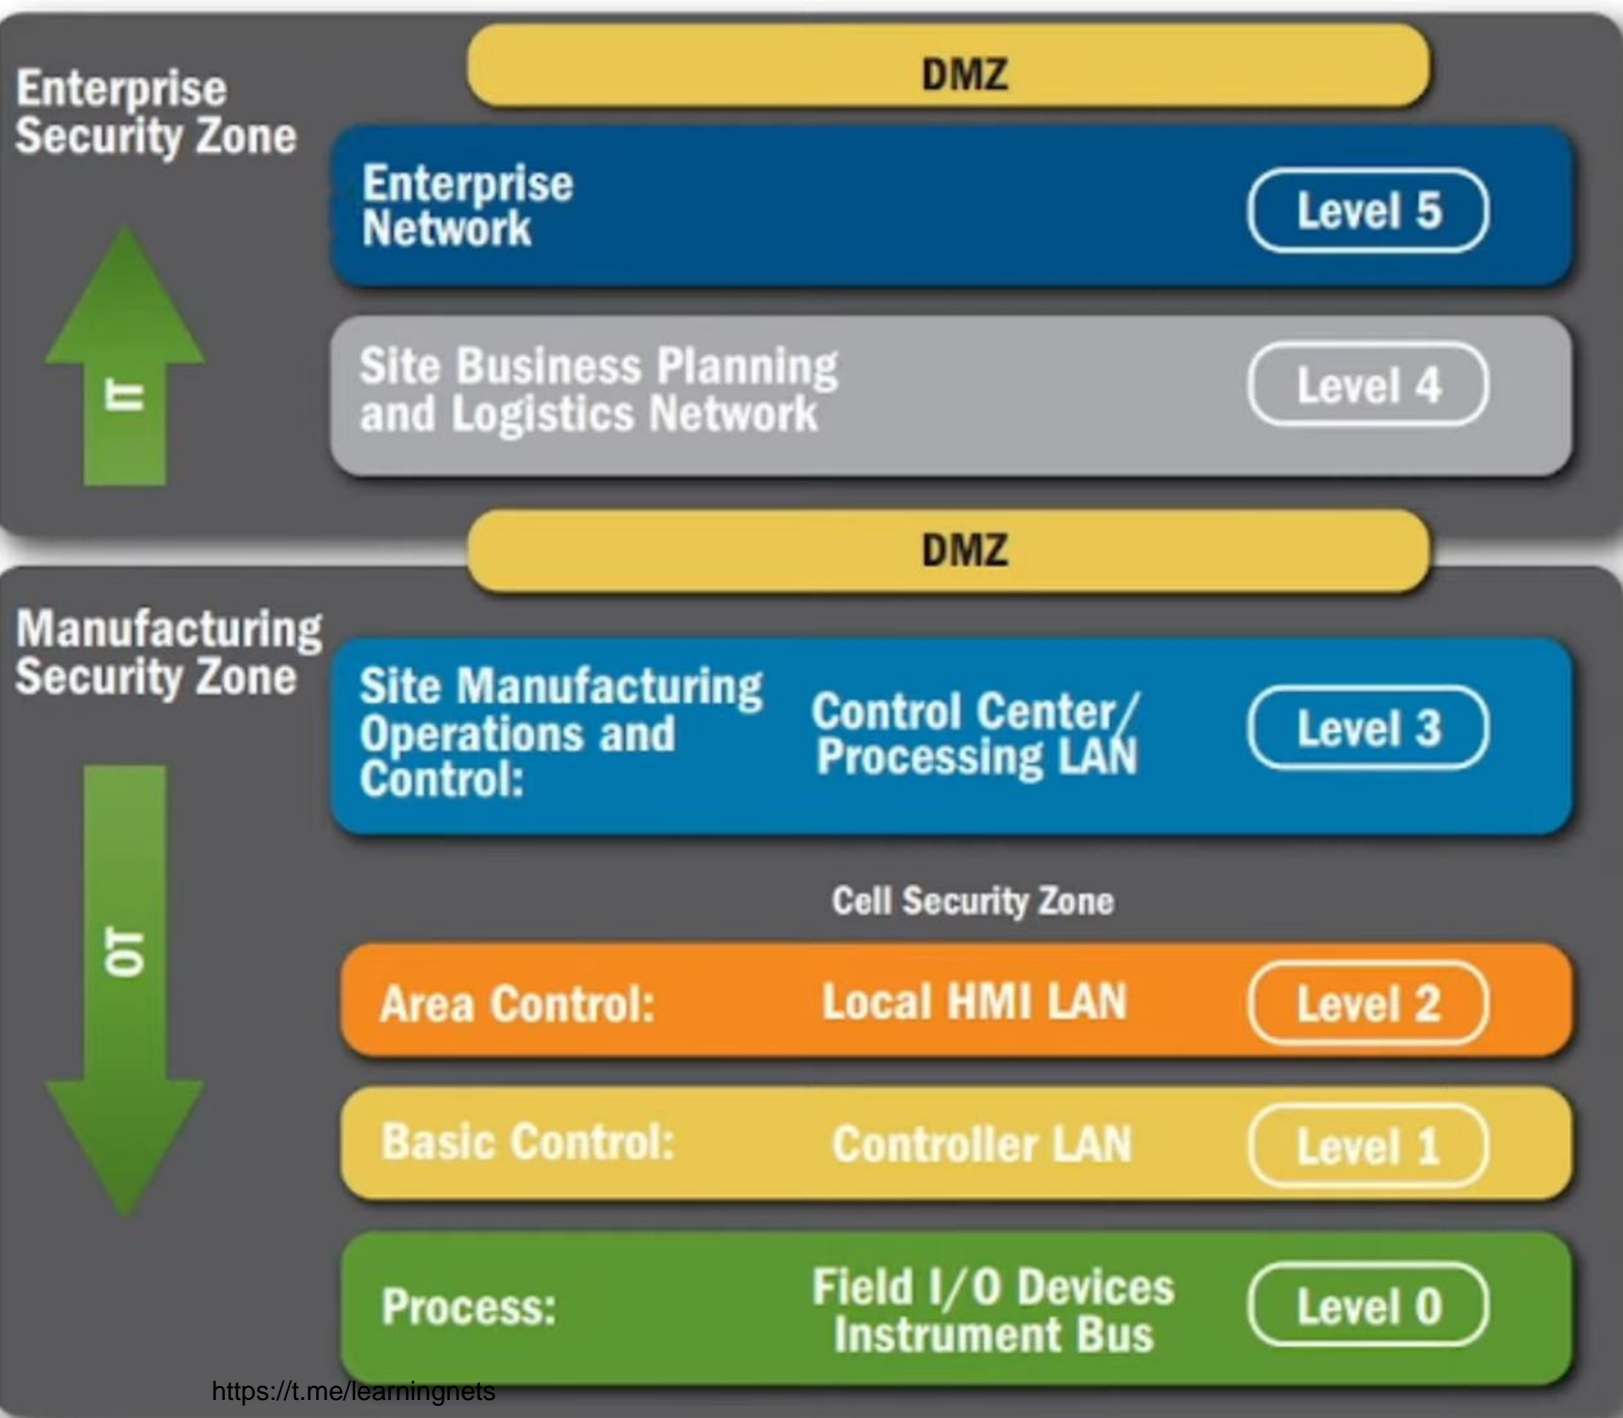 DMZ
Enterprise
Security Zone
Enterprise
Network
Level 5
IT
Site Business Planning
and Logistics Network
Level 4
DMZ
Manufacturing
Security Zone
Site Manufacturing
Operations and
Control:
Control Center/
Processing LAN
Level 3
OT
Cell Security Zone
Area Control:
Local HMI LAN
Level 2
Basic Control:
Controller LAN
Level 1
Process:
Field I/O Devices
Instrument Bus
Level 0
https://t.me/learningnets